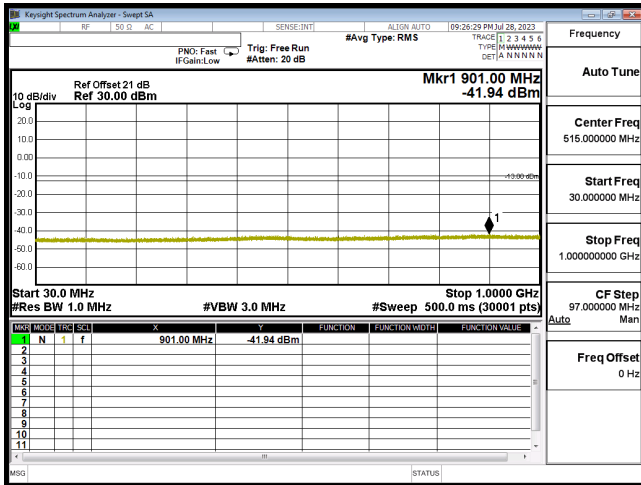 Keysight Spectrum Analyzer - Swept SA
LXI RF 50 Ω AC SENSE:INT ALIGN AUTO 09:26:29 PM Jul 28, 2023
#Avg Type: RMS TRACE 1 2 3 4 5 6
TYPE M WWWWW
DET A N N N N N
PNO: Fast Trig: Free Run
IFGain:Low #Atten: 20 dB
Mkr1 901.00 MHz
-41.94 dBm
Ref Offset 21 dB
10 dB/div Ref 30.00 dBm
Log
20.0
10.0
0.00
-10.0
-13.00 dBm
-20.0
-30.0
-40.0
1
-50.0
-60.0
Start 30.0 MHz Stop 1.0000 GHz
#Res BW 1.0 MHz #VBW 3.0 MHz #Sweep 500.0 ms (30001 pts)
MKR MODE TRC SCL X Y FUNCTION FUNCTION WIDTH FUNCTION VALUE
1 N 1 f 901.00 MHz -41.94 dBm
2
3
4
5
6
7
8
9
10
11
MSG STATUS
Frequency
Auto Tune
Center Freq
515.000000 MHz
Start Freq
30.000000 MHz
Stop Freq
1.000000000 GHz
CF Step
97.000000 MHz
Auto Man
Freq Offset
0 Hz